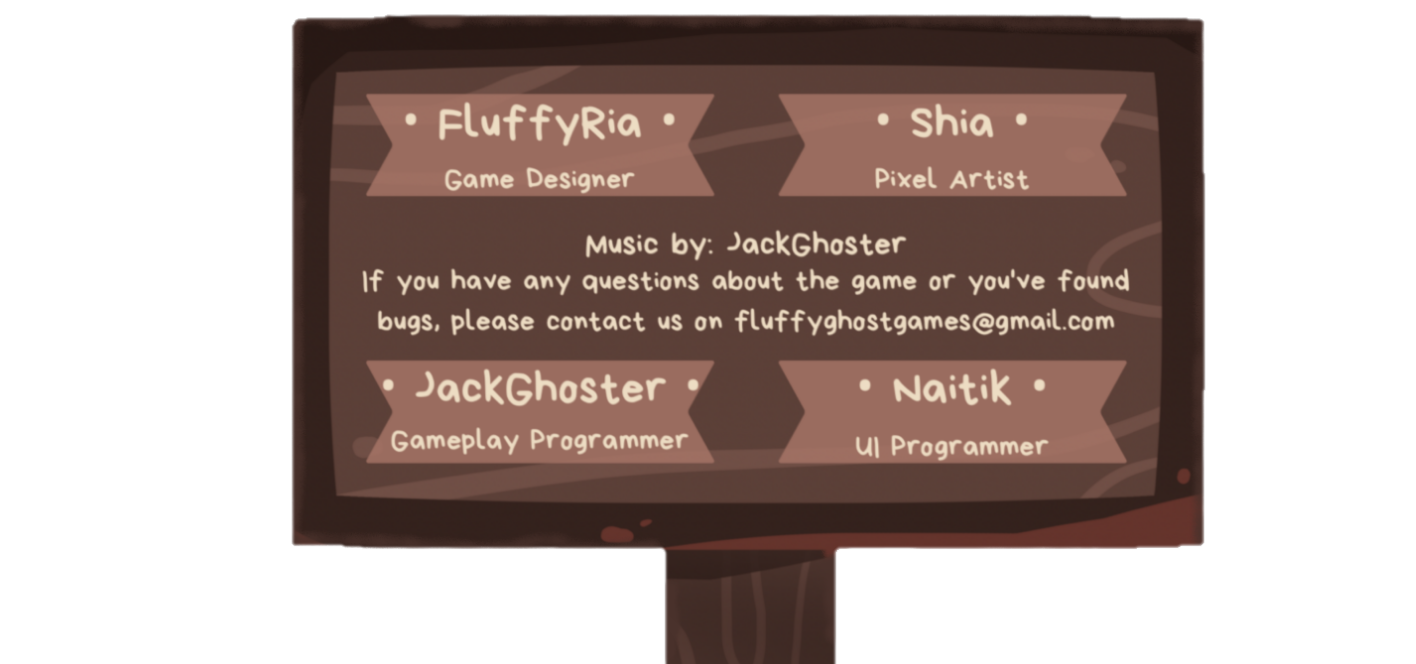 • FluffyRia •
Game Designer
• Shia •
Pixel Artist
Music by: JackGhoster
If you have any questions about the game or you've found
bugs, please contact us on fluffyghostgames@gmail.com
• JackGhoster •
Gameplay Programmer
• Naitik •
UI Programmer